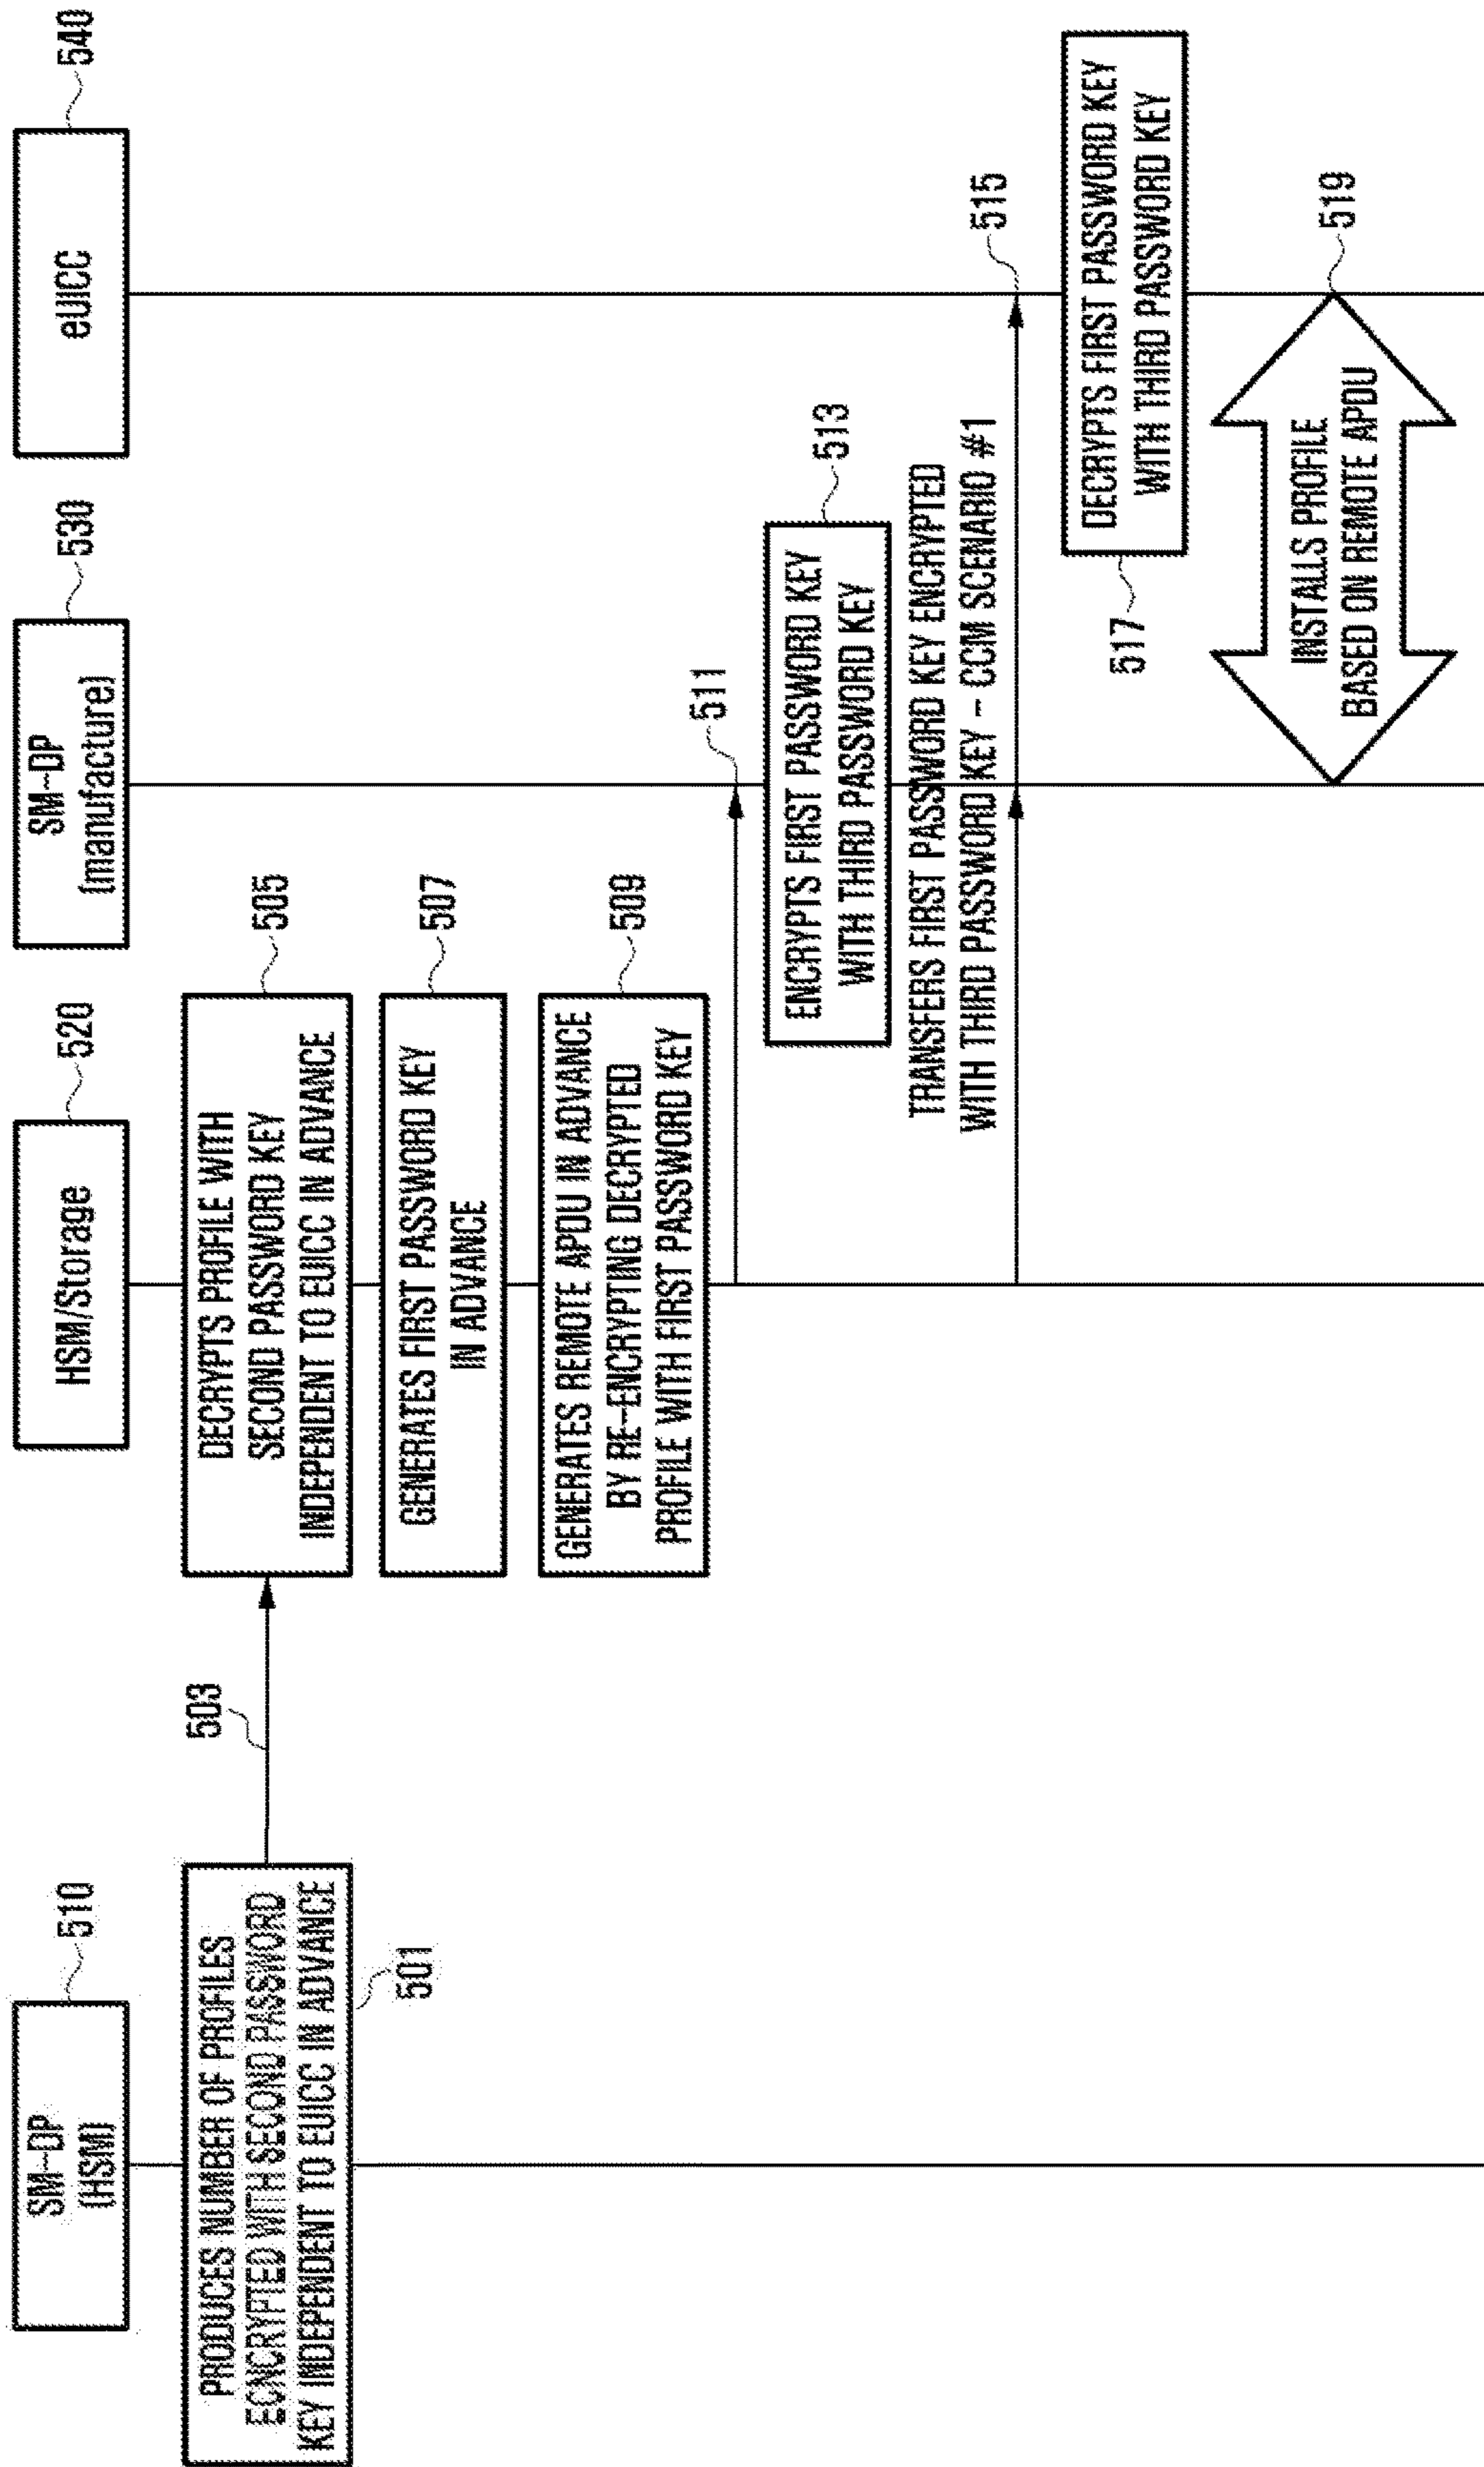 SM-DP
(HSM)
510
HSM/Storage
520
SM-DP
(manufacture)
530
eUICC
540
PRODUCES NUMBER OF PROFILES
ECNCRYPTED WITH SECOND PASSWORD
KEY INDEPENDENT TO EUICC IN ADVANCE
501
503
DECRYPTS PROFILE WITH
SECOND PASSWORD KEY
INDEPENDENT TO EUICC IN ADVANCE
505
GENERATES FIRST PASSWORD KEY
IN ADVANCE
507
GENERATES REMOTE APDU IN ADVANCE
BY RE-ENCRYPTING DECRYPTED
PROFILE WITH FIRST PASSWORD KEY
509
511
ENCRYPTS FIRST PASSWORD KEY
WITH THIRD PASSWORD KEY
513
TRANSFERS FIRST PASSWORD KEY ENCRYPTED
WITH THIRD PASSWORD KEY - CCM SCENARIO #1
515
DECRYPTS FIRST PASSWORD KEY
WITH THIRD PASSWORD KEY
517
INSTALLS PROFILE
BASED ON REMOTE APDU
519